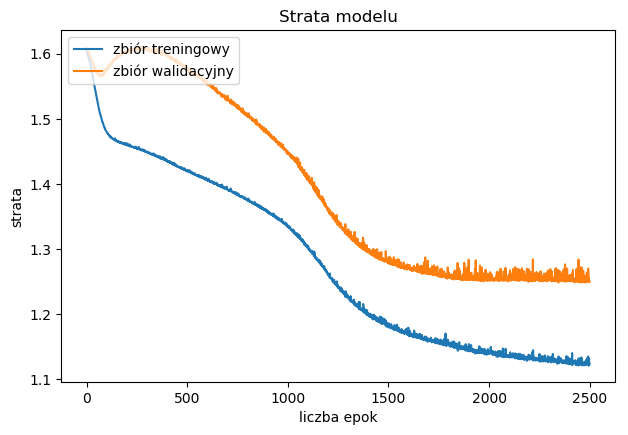 Strata modelu
zbiór treningowy
zbiór walidacyjny
strata
1.6
1.5
1.4
1.3
1.2
1.1
0
500
1000
1500
2000
2500
liczba epok